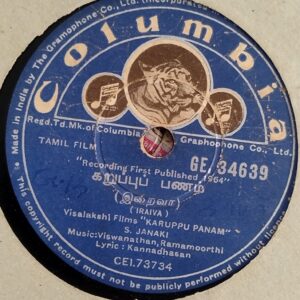 Made in India by The Gramophone Co., Ltd. (Incorporated
Columbia
Regd.Td.Mk.of Columbia Graphophone Co., Ltd.
TAMIL FILM
GE. 34639
"Recording First Published 1964"
கறுப்புப் பணம்
(இறைவா)
(IRAIVA)
Visalakshi Films "KARUPPU PANAM"
S. JANAKI
Music: Viswanathan, Ramamoorthi
Lyric : Kannadhasan
CEI.73734
This copyright record must not be publicly performed without